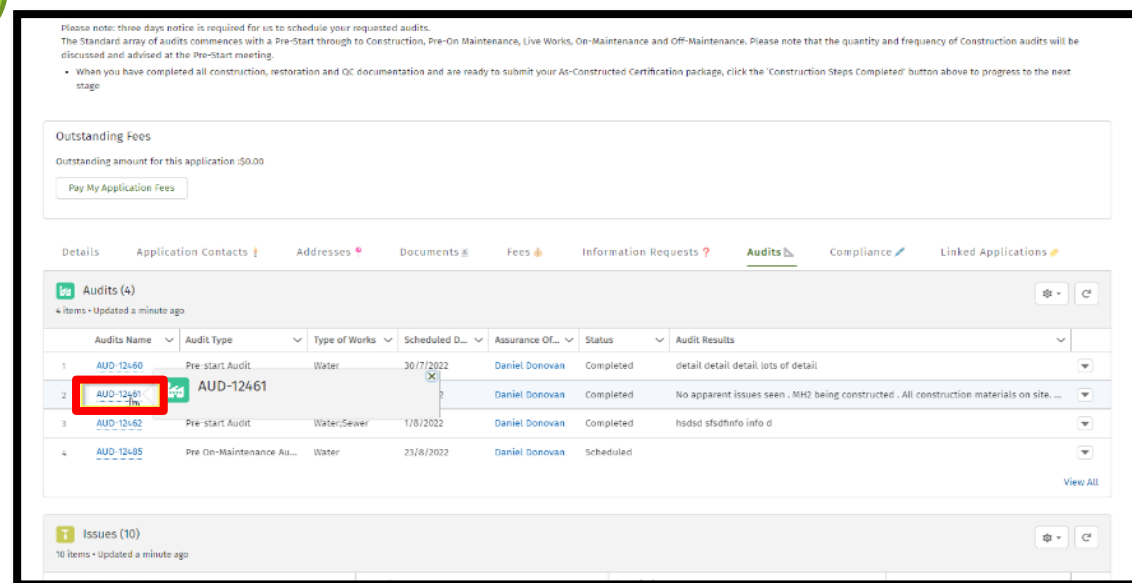 Please note: three days notice is required for us to schedule your requested audits.
The Standard array of audits commences with a Pre-Start through to Construction, Pre-On Maintenance, Live Works, On-Maintenance and Off-Maintenance. Please note that the quantity and frequency of Construction audits will be
discussed and advised at the Pre-Start meeting.
• When you have completed all construction, restoration and QC documentation and are ready to submit your As-Constructed Certification package, click the 'Construction Steps Completed' button above to progress to the next
stage
Outstanding Fees
Outstanding amount for this application :$0.00
Pay My Application Fees
Details Application Contacts Addresses Documents Fees Information Requests ? Audits Compliance Linked Applications
Audits (4)
4 items • Updated a minute ago
Audits Name Audit Type Type of Works Scheduled D... Assurance Of... Status Audit Results
1 AUD-12460 Pre-start Audit Water 30/7/2022 Daniel Donovan Completed detail detail detail lots of detail
AUD-12461
2 AUD-12461 2 Daniel Donovan Completed No apparent issues seen . MH2 being constructed . All construction materials on site. ...
3 AUD-12462 Pre-start Audit Water;Sewer 1/8/2022 Daniel Donovan Completed hsdsd sfsdfinfo info d
4 AUD-12485 Pre On-Maintenance Au... Water 23/8/2022 Daniel Donovan Scheduled
View All
Issues (10)
10 items • Updated a minute ago